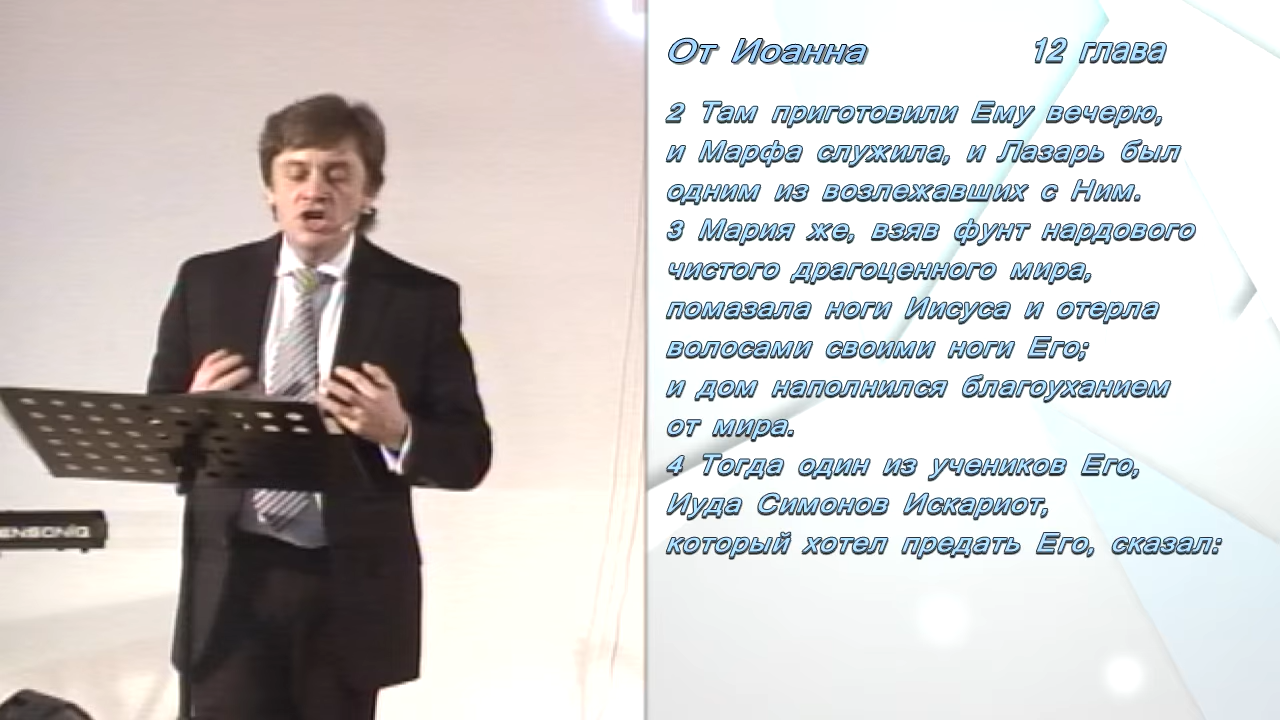 От Иоанна 12 глава
2 Там приготовили Ему вечерю,
и Марфа служила, и Лазарь был
одним из возлежавших с Ним.
3 Мария же, взяв фунт нардового
чистого драгоценного мира,
помазала ноги Иисуса и отерла
волосами своими ноги Его;
и дом наполнился благоуханием
от мира.
4 Тогда один из учеников Его,
Иуда Симонов Искариот,
который хотел предать Его, сказал: